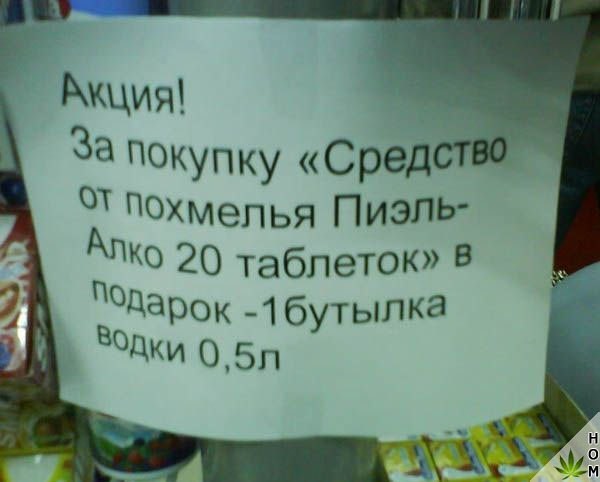 Акция!
За покупку «Средство
от похмелья Пиэль-
Алко 20 таблеток» в
подарок -1бутылка
водки 0,5л
Н
О
М